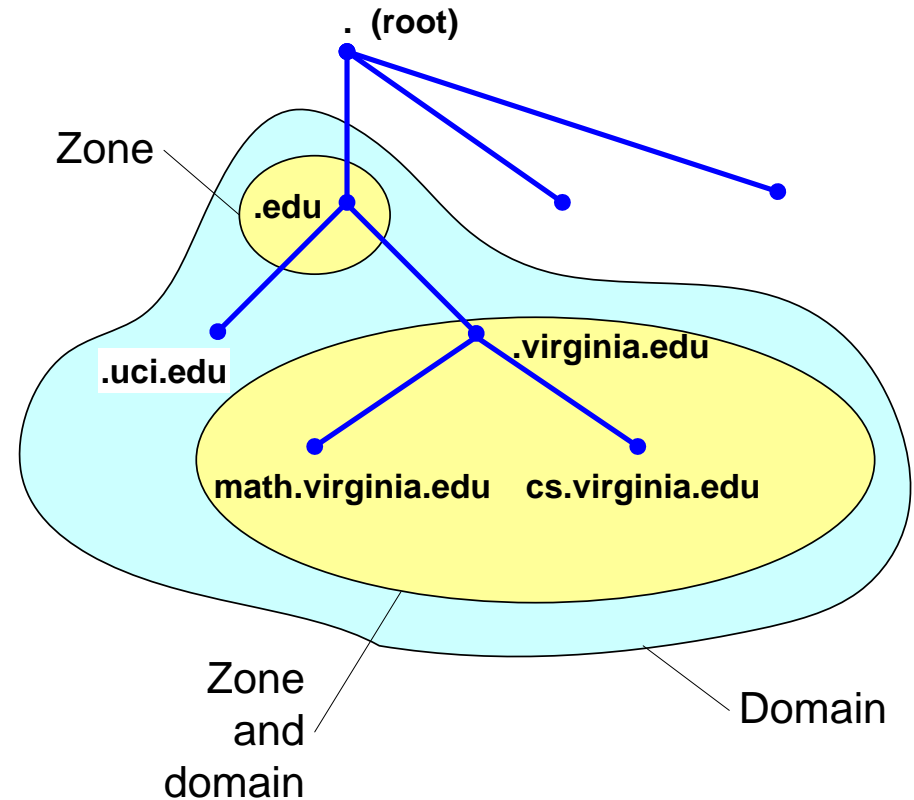 . (root)
Zone
.edu
.virginia.edu
.uci.edu
math.virginia.edu cs.virginia.edu
Zone
and
domain
Domain